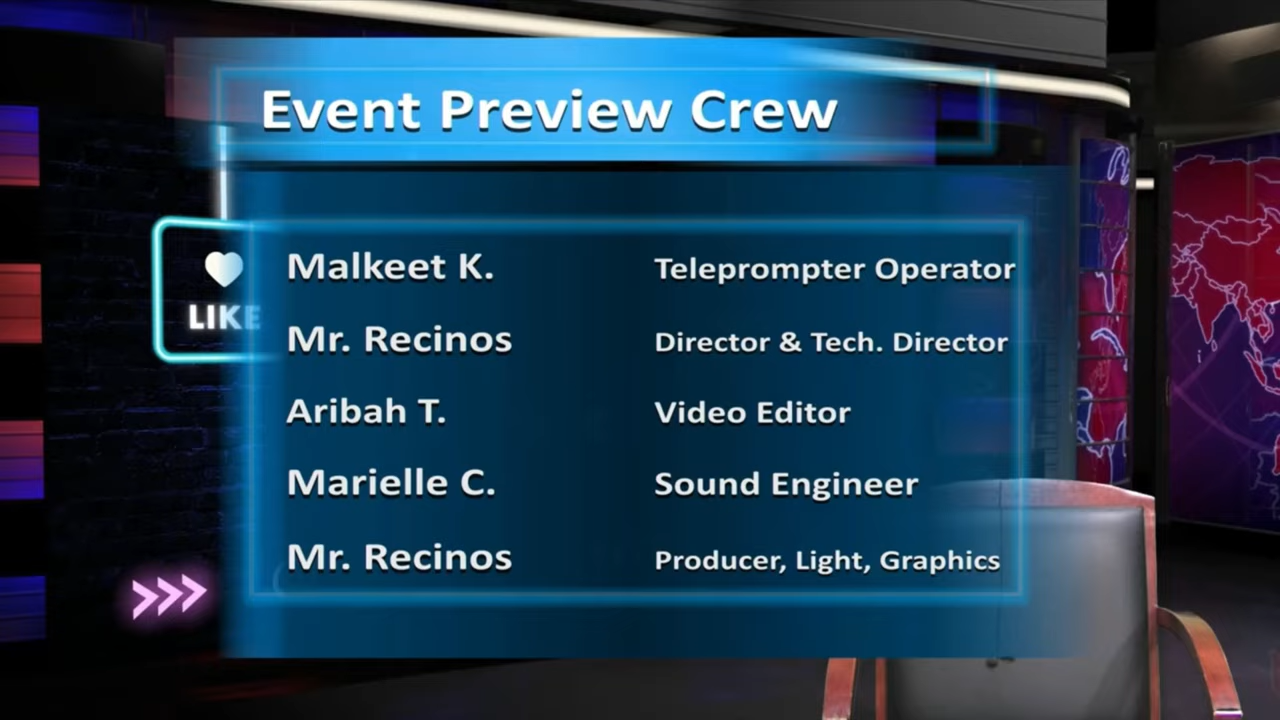 Event Preview Crew
LIKE
Malkeet K. Teleprompter Operator
Mr. Recinos Director & Tech. Director
Aribah T. Video Editor
Marielle C. Sound Engineer
Mr. Recinos Producer, Light, Graphics